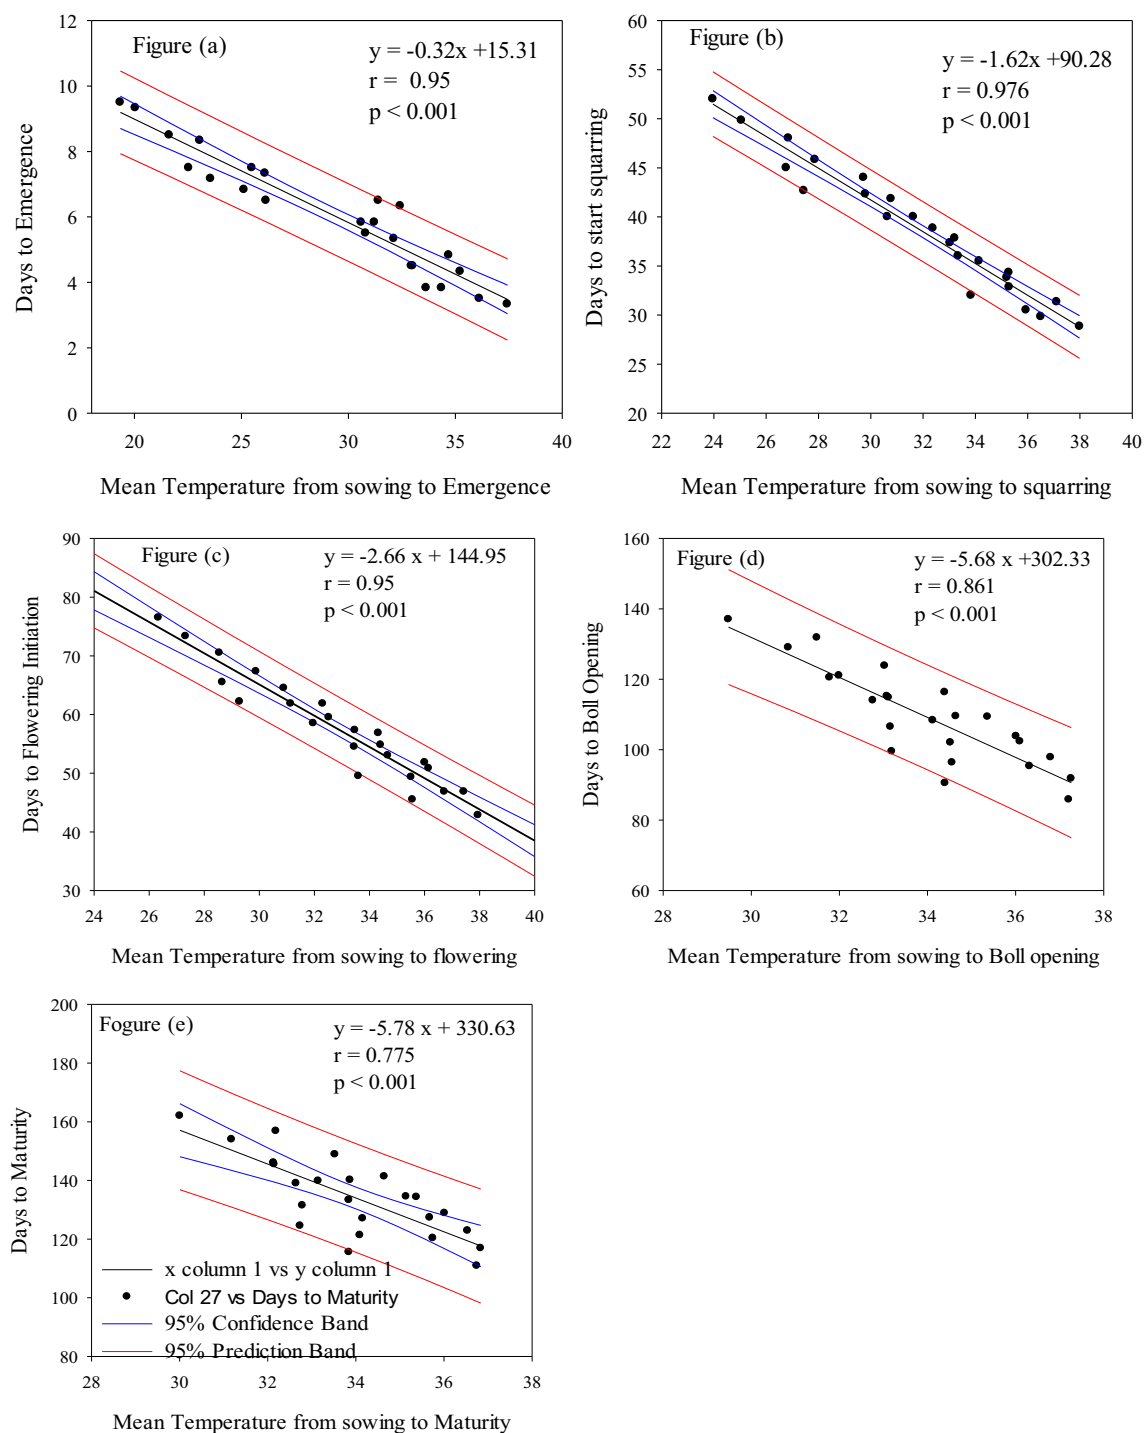 Figure (a)
y = -0.32x +15.31
r = 0.95
p < 0.001
12
10
8
6
4
2
0
Days to Emergence
20 25 30 35 40
Mean Temperature from sowing to Emergence
Figure (b)
y = -1.62x +90.28
r = 0.976
p < 0.001
60
55
50
45
40
35
30
25
20
Days to start squarring
22 24 26 28 30 32 34 36 38 40
Mean Temperature from sowing to squarring
Figure (c)
y = -2.66 x + 144.95
r = 0.95
p < 0.001
90
80
70
60
50
40
30
Days to Flowering Initiation
24 26 28 30 32 34 36 38 40
Mean Temperature from sowing to flowering
Figure (d)
y = -5.68 x +302.33
r = 0.861
p < 0.001
160
140
120
100
80
60
Days to Boll Opening
28 30 32 34 36 38
Mean Temperature from sowing to Boll opening
Fogure (e)
y = -5.78 x + 330.63
r = 0.775
p < 0.001
200
180
160
140
120
100
80
Days to Maturity
x column 1 vs y column 1
Col 27 vs Days to Maturity
95% Confidence Band
95% Prediction Band
28 30 32 34 36 38
Mean Temperature from sowing to Maturity